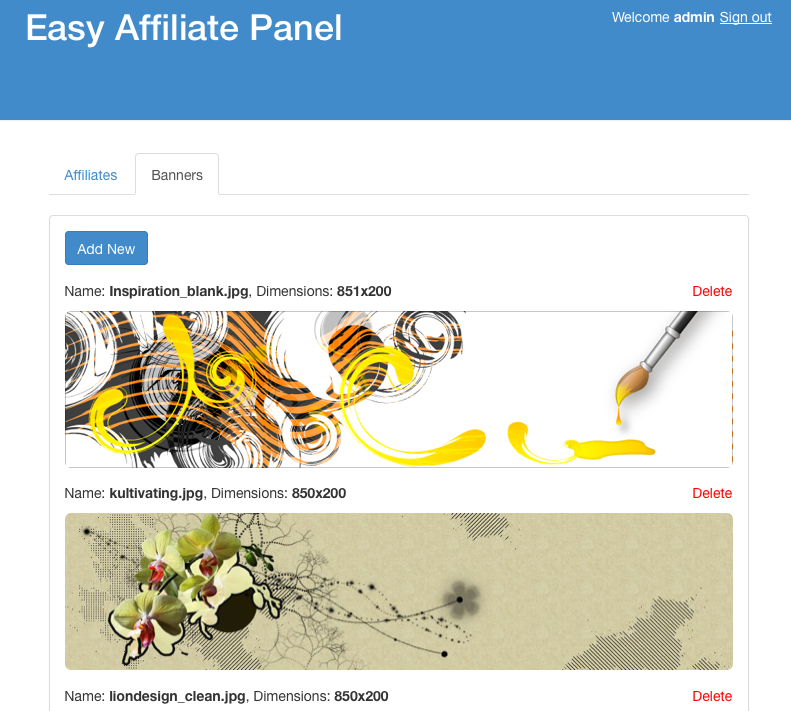 Easy Affiliate Panel
Welcome admin Sign out
Affiliates
Banners
Add New
Name: Inspiration_blank.jpg, Dimensions: 851x200
Delete
Name: kultivating.jpg, Dimensions: 850x200
Delete
Name: liondesign_clean.jpg, Dimensions: 850x200
Delete